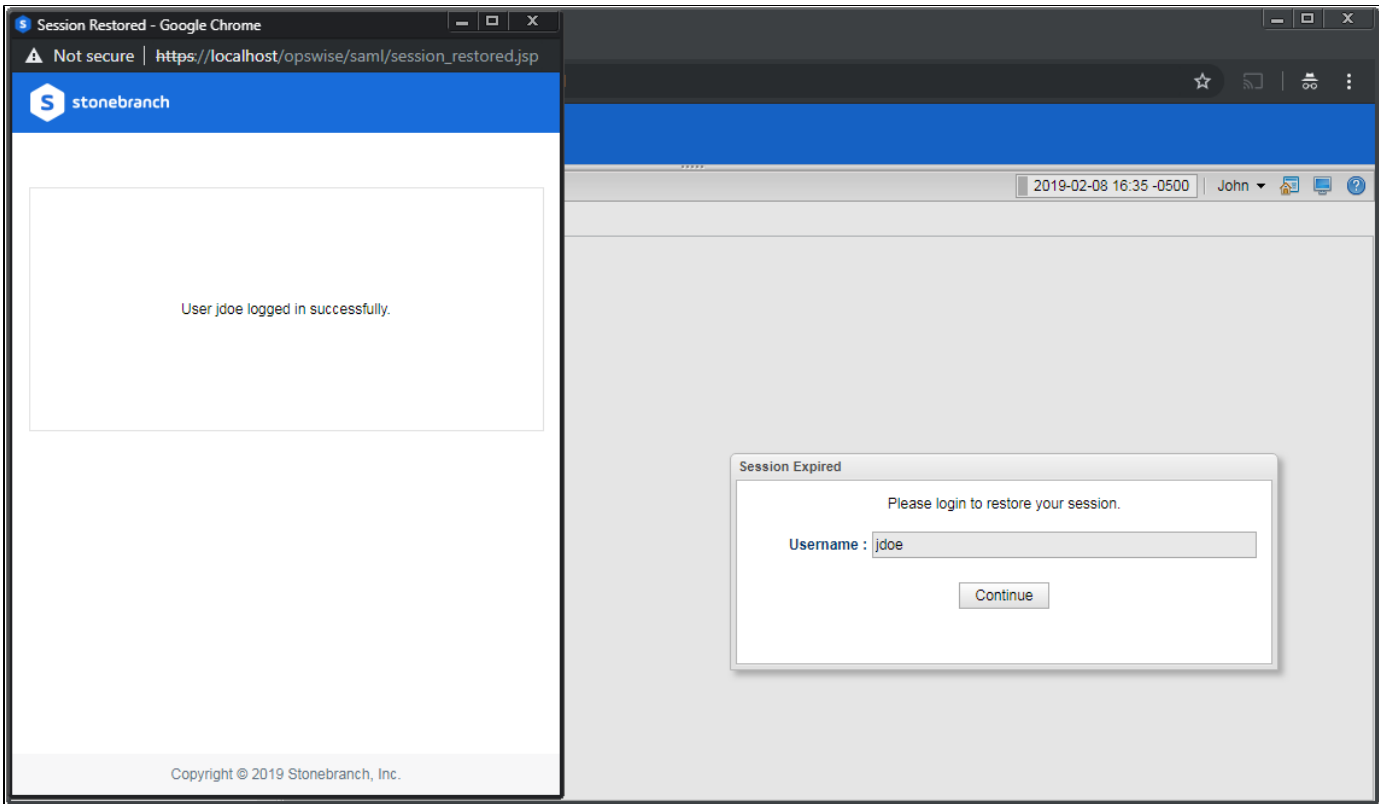 Session Restored - Google Chrome
Not secure | https://localhost/opswise/saml/session_restored.jsp
S stonebranch
User jdoe logged in successfully.
Copyright © 2019 Stonebranch, Inc.
2019-02-08 16:35 -0500 John
Session Expired
Please login to restore your session.
Username : jdoe
Continue